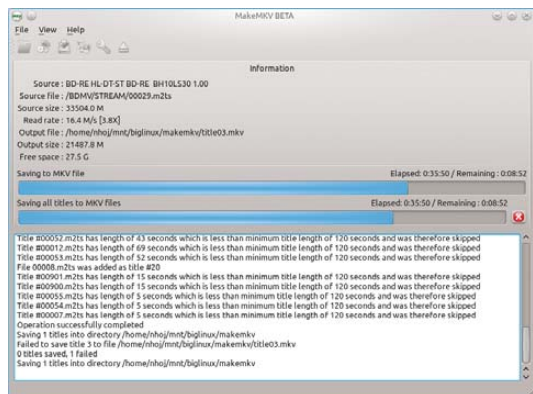 MakeMKV BETA
File View Help
Information
Source : BD-RE HL-DT-ST BD-RE BH10LS30 1.00
Source file : /BDMV/STREAM/00029.m2ts
Source size : 33504.0 M
Read rate : 16.4 M/s [3.8X]
Output file : /home/nhoj/mnt/biglinux/makemkv/title03.mkv
Output size : 21487.8 M
Free space : 27.5 G
Saving to MKV file Elapsed: 0:35:50 / Remaining : 0:08:52
Saving all titles to MKV files Elapsed: 0:35:50 / Remaining : 0:08:52
Title #00052.m2ts has length of 43 seconds which is less than minimum title length of 120 seconds and was therefore skipped
Title #00012.m2ts has length of 69 seconds which is less than minimum title length of 120 seconds and was therefore skipped
Title #00053.m2ts has length of 52 seconds which is less than minimum title length of 120 seconds and was therefore skipped
File 00008.m2ts was added as title #20
Title #00901.m2ts has length of 15 seconds which is less than minimum title length of 120 seconds and was therefore skipped
Title #00900.m2ts has length of 15 seconds which is less than minimum title length of 120 seconds and was therefore skipped
Title #00055.m2ts has length of 5 seconds which is less than minimum title length of 120 seconds and was therefore skipped
Title #00054.m2ts has length of 5 seconds which is less than minimum title length of 120 seconds and was therefore skipped
Title #00007.m2ts has length of 5 seconds which is less than minimum title length of 120 seconds and was therefore skipped
Operation successfully completed
Saving 1 titles into directory /home/nhoj/mnt/biglinux/makemkv
Failed to save title 3 to file /home/nhoj/mnt/biglinux/makemkv/title03.mkv
0 titles saved, 1 failed
Saving 1 titles into directory /home/nhoj/mnt/biglinux/makemkv